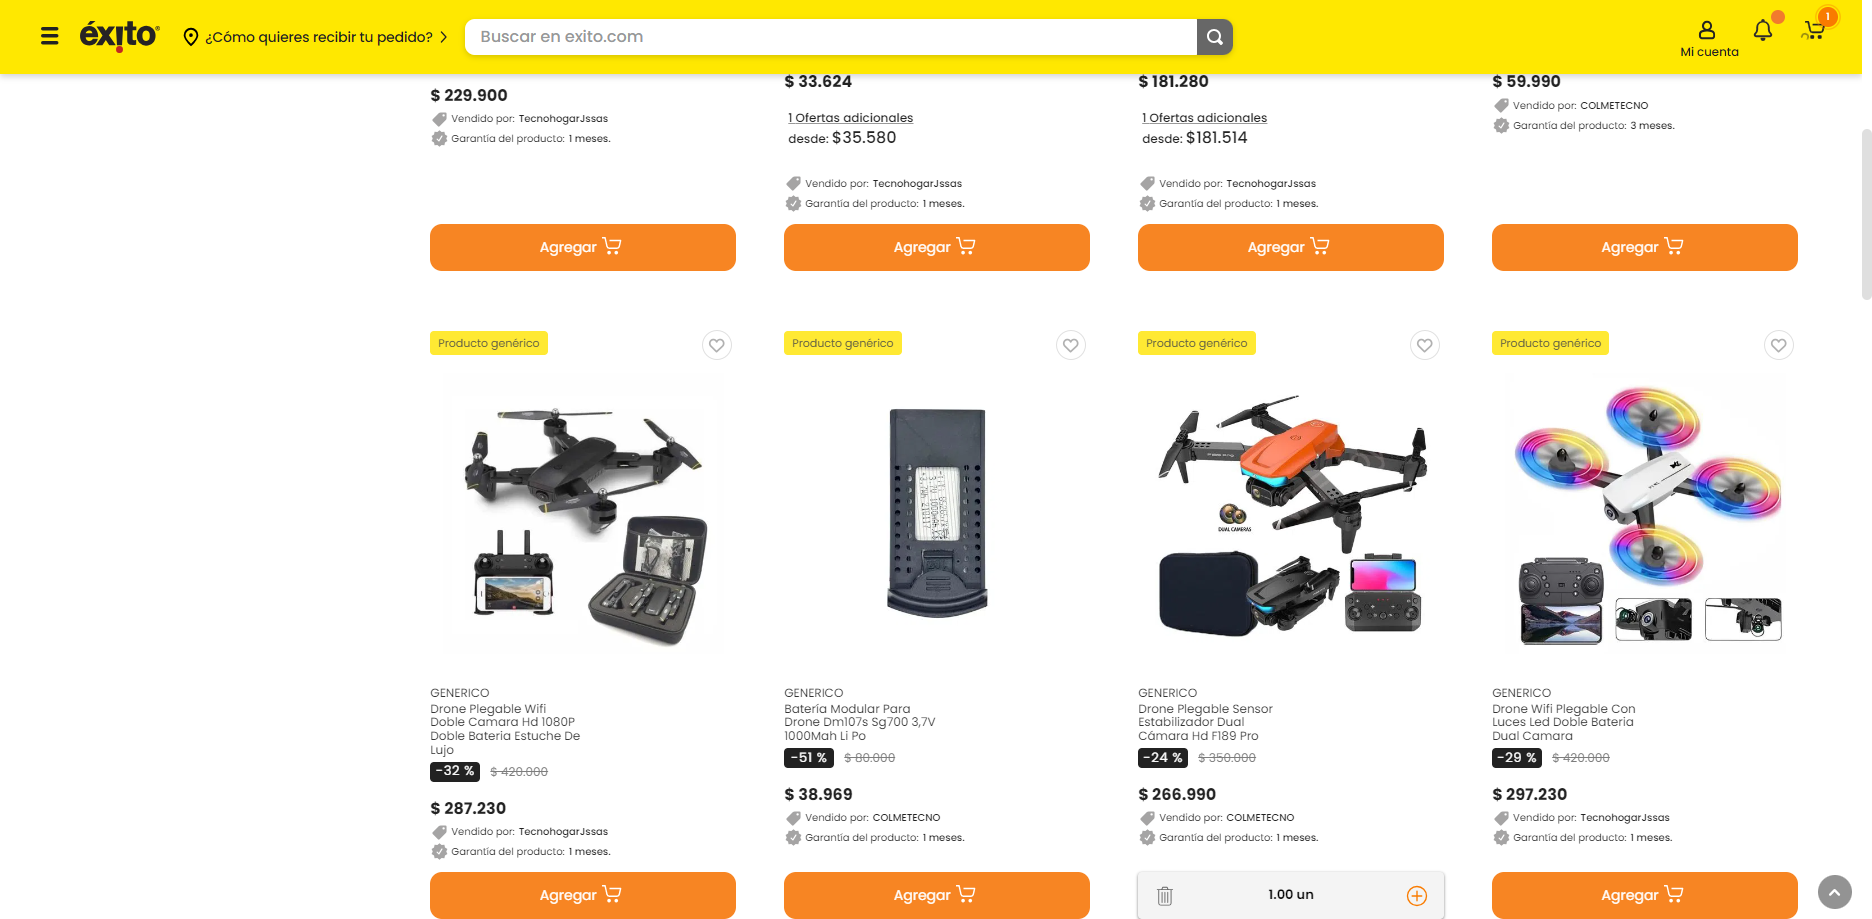 éxito
¿Cómo quieres recibir tu pedido?
Buscar en exito.com
Mi cuenta
1
$ 229.900
Vendido por: TecnohogarJssas
Garantía del producto: 1 meses.
Agregar
$ 33.624
1 Ofertas adicionales
desde: $35.580
Vendido por: TecnohogarJssas
Garantía del producto: 1 meses.
Agregar
$ 181.280
1 Ofertas adicionales
desde: $181.514
Vendido por: TecnohogarJssas
Garantía del producto: 1 meses.
Agregar
$ 59.990
Vendido por: COLMETECNO
Garantía del producto: 3 meses.
Agregar
Producto genérico
GENERICO
Drone Plegable Wifi
Doble Camara Hd 1080P
Doble Bateria Estuche De
Lujo
-32 % $ 420.000
$ 287.230
Vendido por: TecnohogarJssas
Garantía del producto: 1 meses.
Agregar
Producto genérico
GENERICO
Batería Modular Para
Drone Dm107s Sg700 3,7V
1000Mah Li Po
-51 % $ 80.000
$ 38.969
Vendido por: COLMETECNO
Garantía del producto: 1 meses.
Agregar
Producto genérico
DUAL CAMERAS
GENERICO
Drone Plegable Sensor
Estabilizador Dual
Cámara Hd F189 Pro
-24 % $ 350.000
$ 266.990
Vendido por: COLMETECNO
Garantía del producto: 1 meses.
1.00 un
Producto genérico
GENERICO
Drone Wifi Plegable Con
Luces Led Doble Bateria
Dual Camara
-29 % $ 420.000
$ 297.230
Vendido por: TecnohogarJssas
Garantía del producto: 1 meses.
Agregar